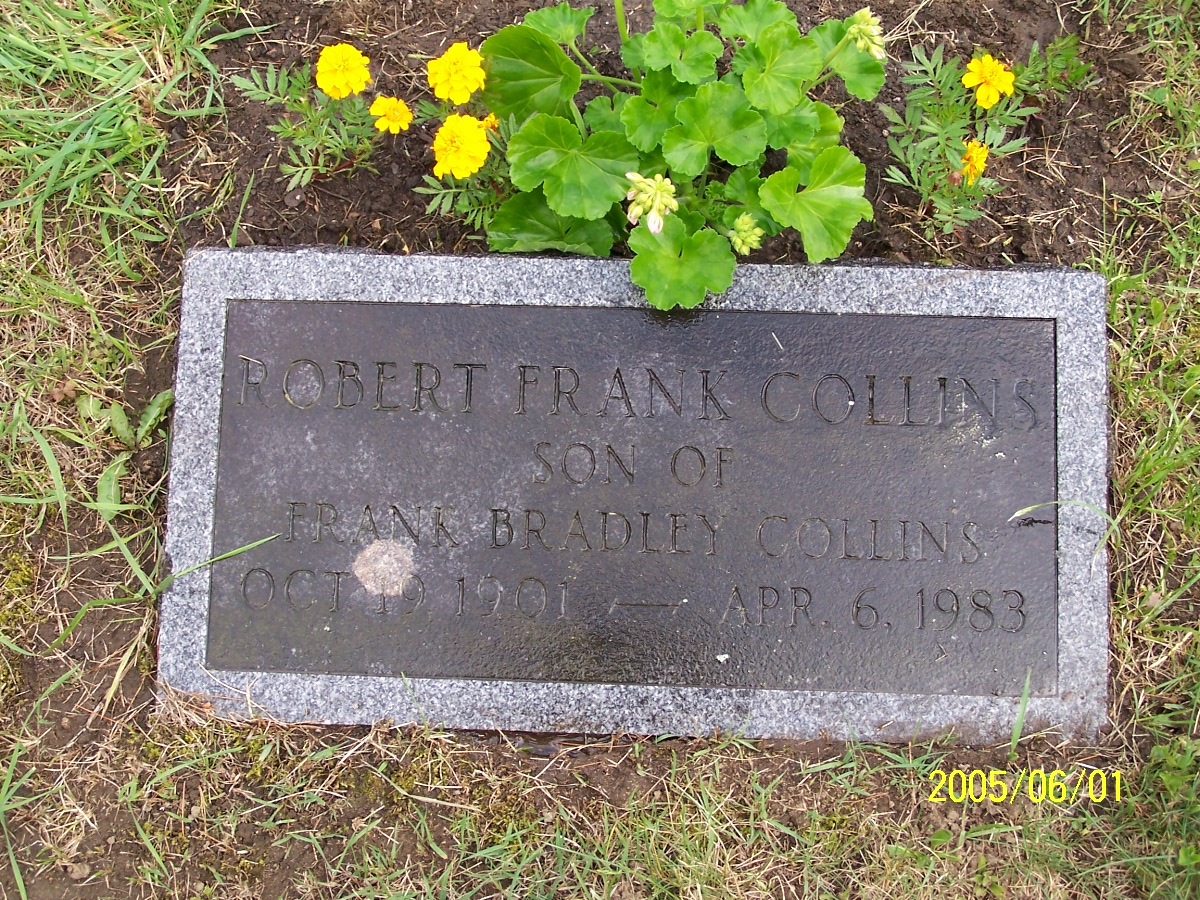 ROBERT FRANK COLLINS
SON OF
FRANK BRADLEY COLLINS
OCT 19 1901 — APR. 6, 1983
2005/06/01